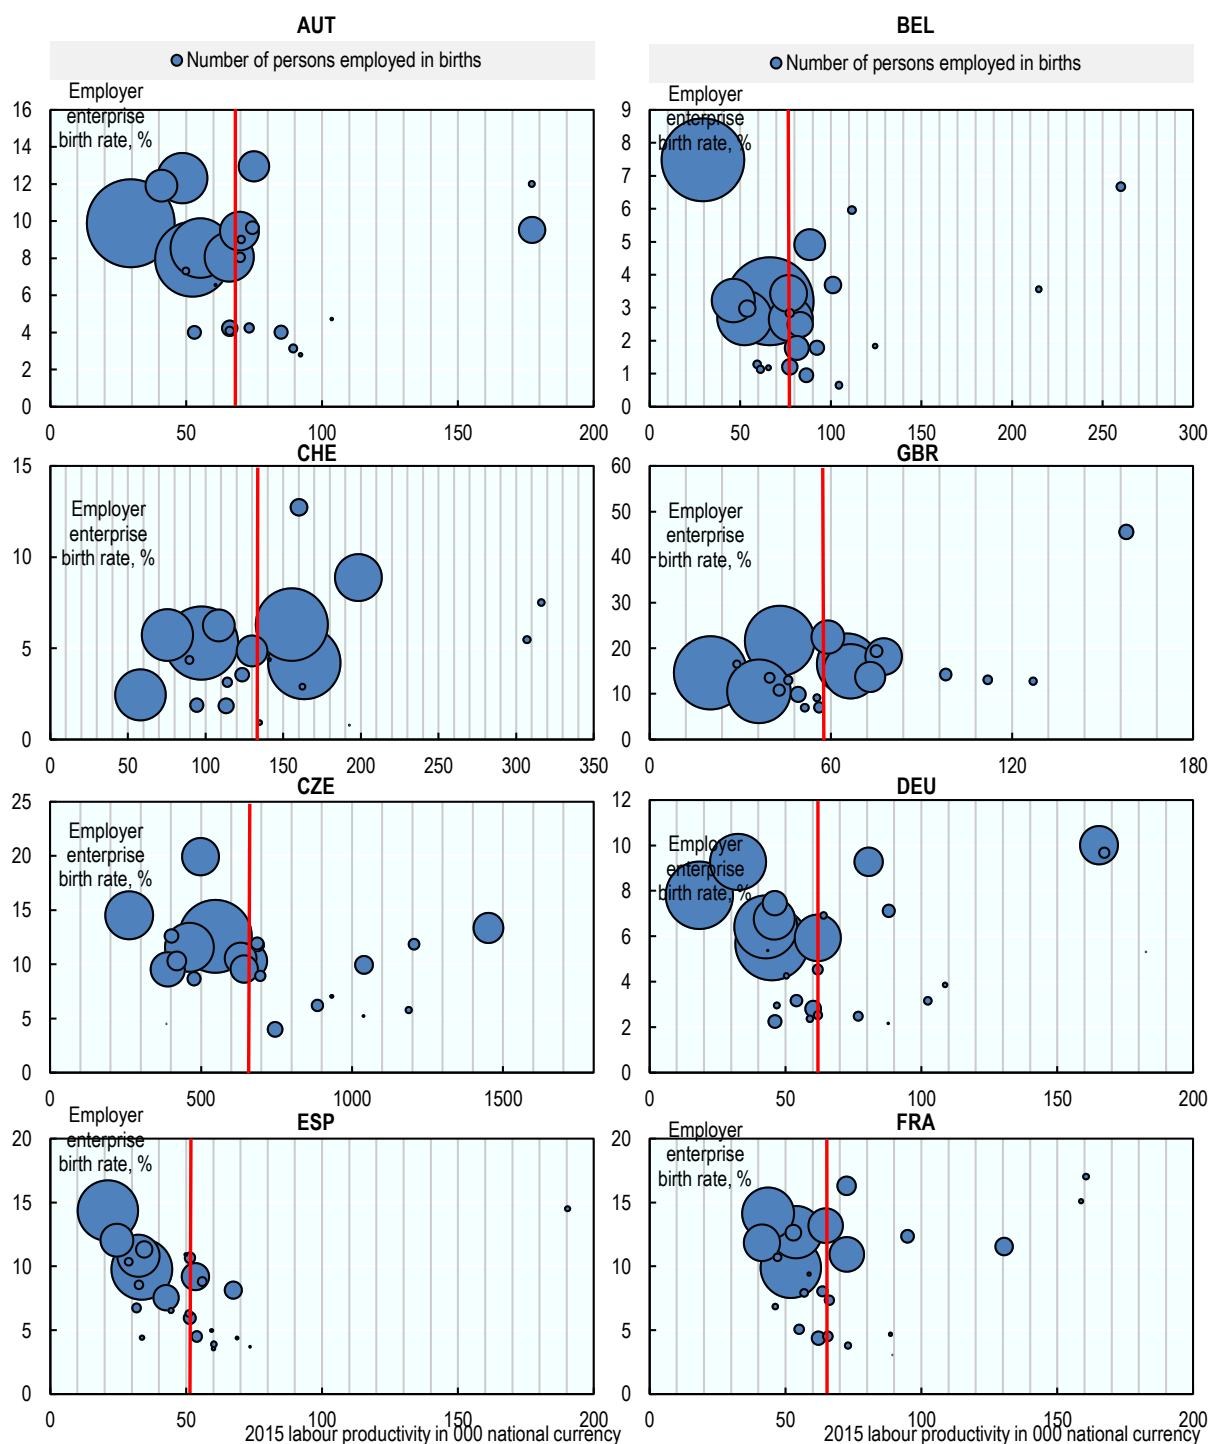 AUT
Number of persons employed in births
Employer
enterprise
birth rate, %
16
14
12
10
8
6
4
2
0
0 50 100 150 200
BEL
Number of persons employed in births
Employer
enterprise
birth rate, %
9
8
7
6
5
4
3
2
1
0
0 50 100 150 200 250 300
CHE
Employer
enterprise
birth rate, %
15
10
5
0
0 50 100 150 200 250 300 350
GBR
Employer
enterprise
birth rate, %
60
50
40
30
20
10
0
0 60 120 180
CZE
Employer
enterprise
birth rate, %
25
20
15
10
5
0
0 500 1000 1500
DEU
Employer
enterprise
birth rate, %
12
10
8
6
4
2
0
0 50 100 150 200
ESP
Employer
enterprise
birth rate, %
20
15
10
5
0
0 50 100 150 200
2015 labour productivity in 000 national currency
FRA
Employer
enterprise
birth rate, %
20
15
10
5
0
0 50 100 150 200
2015 labour productivity in 000 national currency